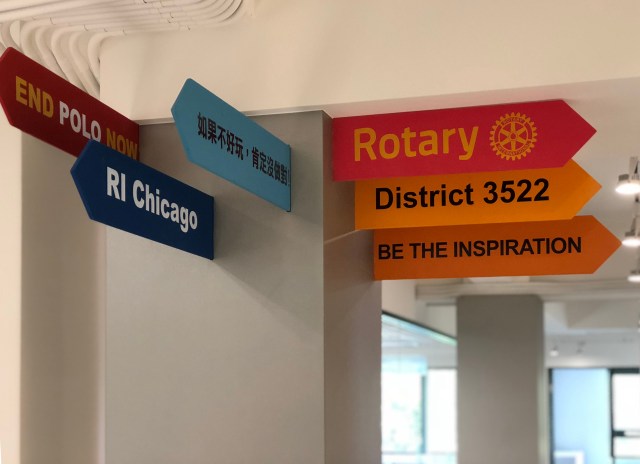 END POLO NOW
RI Chicago
如果不好玩，肯定沒做對!
Rotary
District 3522
BE THE INSPIRATION